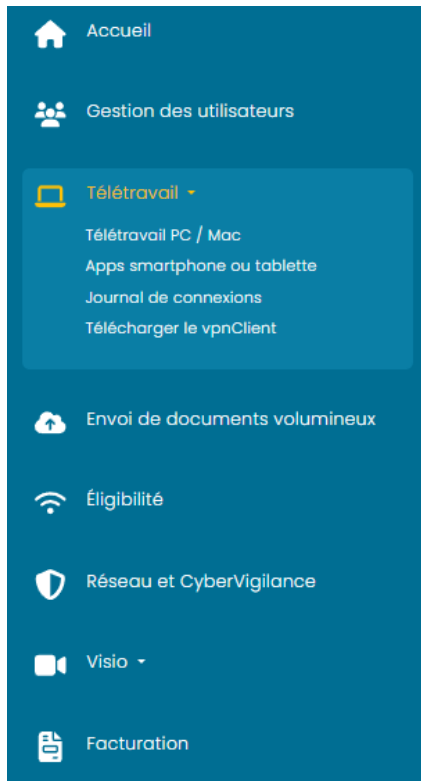 Accueil
Gestion des utilisateurs
Télétravail
Télétravail PC / Mac
Apps smartphone ou tablette
Journal de connexions
Télécharger le vpnClient
Envoi de documents volumineux
Éligibilité
Réseau et CyberVigilance
Visio
Facturation